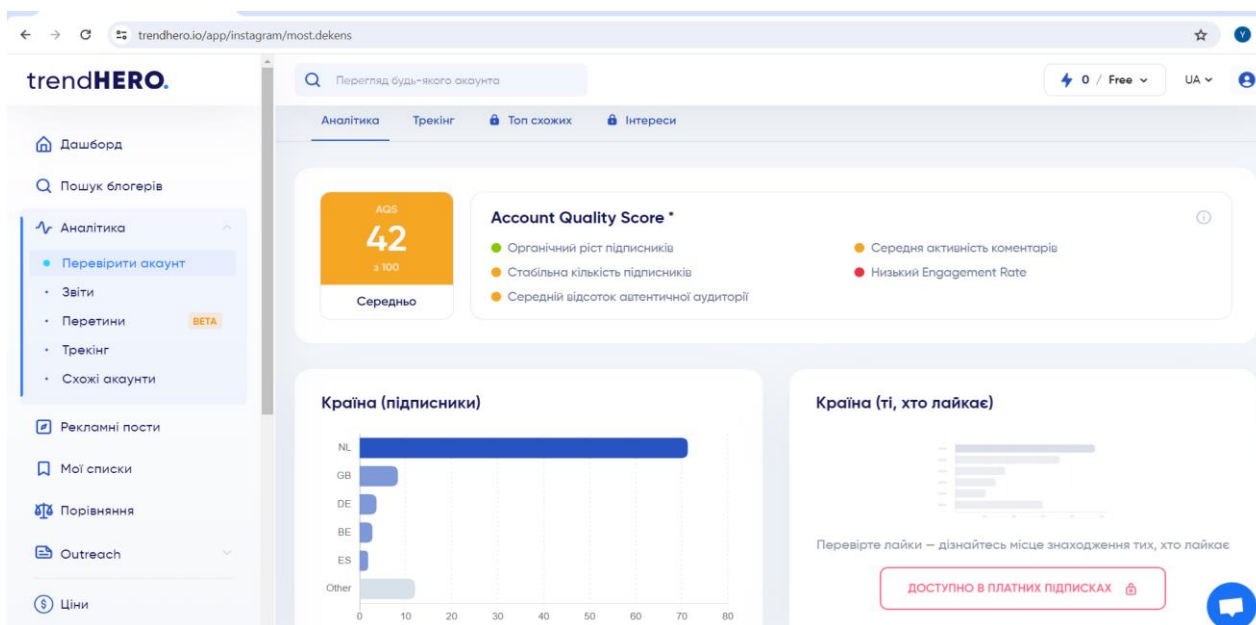 trendhero.io/app/instagram/most.dekens
Y
trendHERO.
Перегляд будь-якого акаунта
0 / Free
UA
Аналітика Трекінг Топ схожих Інтереси
Дашборд
Пошук блогерів
Аналітика
Перевірити акаунт
Звіти
Перетини BETA
Трекінг
Схожі акаунти
Рекламні пости
Мої списки
Порівняння
Outreach
Ціни
AQS
42
з 100
Середньо
Account Quality Score *
Органічний ріст підписників
Стабільна кількість підписників
Середній відсоток автентичної аудиторії
Середня активність коментарів
Низький Engagement Rate
Країна (підписники)
NL
GB
DE
BE
ES
Other
0 10 20 30 40 50 60 70 80
Країна (ті, хто лайкає)
Перевірте лайки — дізнайтесь місце знаходження тих, хто лайкає
ДОСТУПНО В ПЛАТНИХ ПІДПИСКАХ